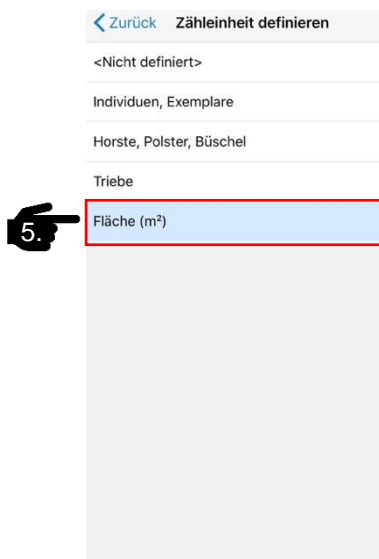 Zurück Zähleinheit definieren
<Nicht definiert>
Individuen, Exemplare
Horste, Polster, Büschel
Triebe
5. Fläche (m²)